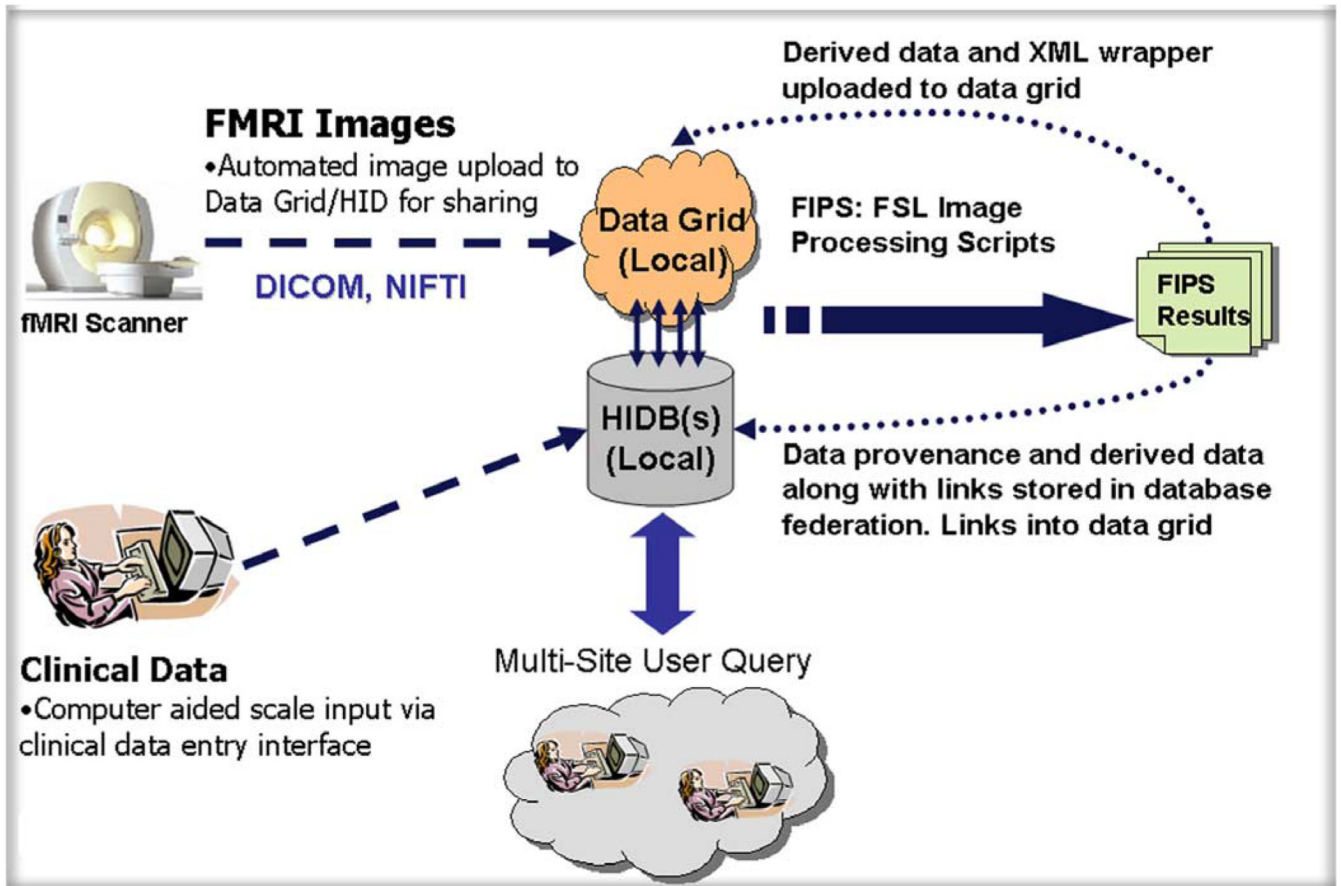 Derived data and XML wrapper
uploaded to data grid
FMRI Images
•Automated image upload to
Data Grid/HID for sharing
DICOM, NIFTI
fMRI Scanner
Data Grid
(Local)
FIPS: FSL Image
Processing Scripts
FIPS
Results
HIDB(s)
(Local)
Data provenance and derived data
along with links stored in database
federation. Links into data grid
Clinical Data
•Computer aided scale input via
clinical data entry interface
Multi-Site User Query